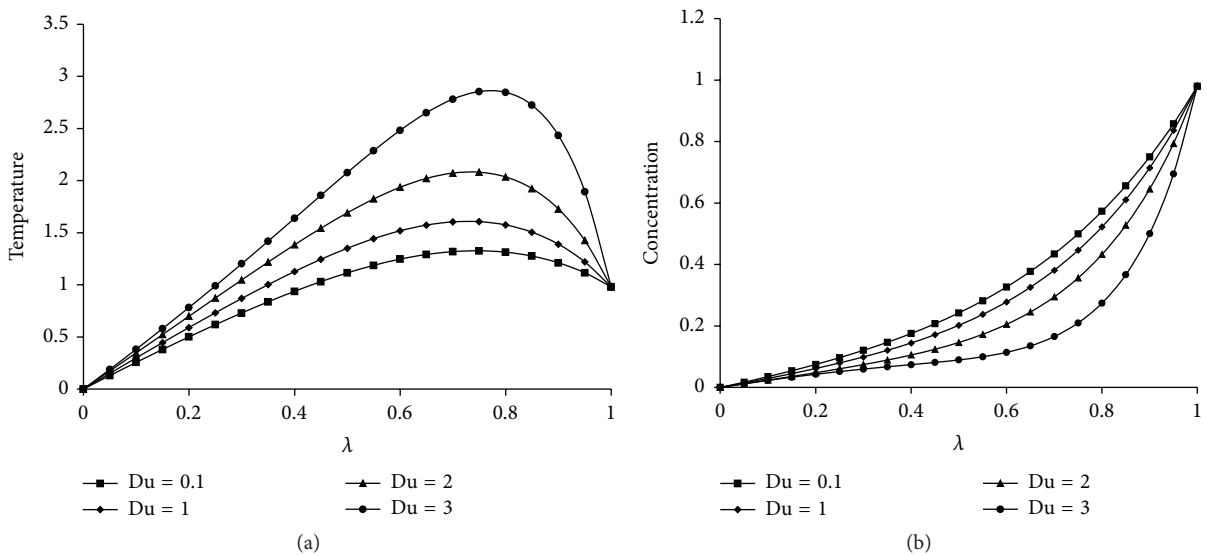 3.5
3
2.5
2
1.5
1
0.5
0
Temperature
0 0.2 0.4 0.6 0.8 1
λ
Du = 0.1
Du = 2
Du = 1
Du = 3
(a)
1.2
1
0.8
0.6
0.4
0.2
0
Concentration
0 0.2 0.4 0.6 0.8 1
λ
Du = 0.1
Du = 2
Du = 1
Du = 3
(b)